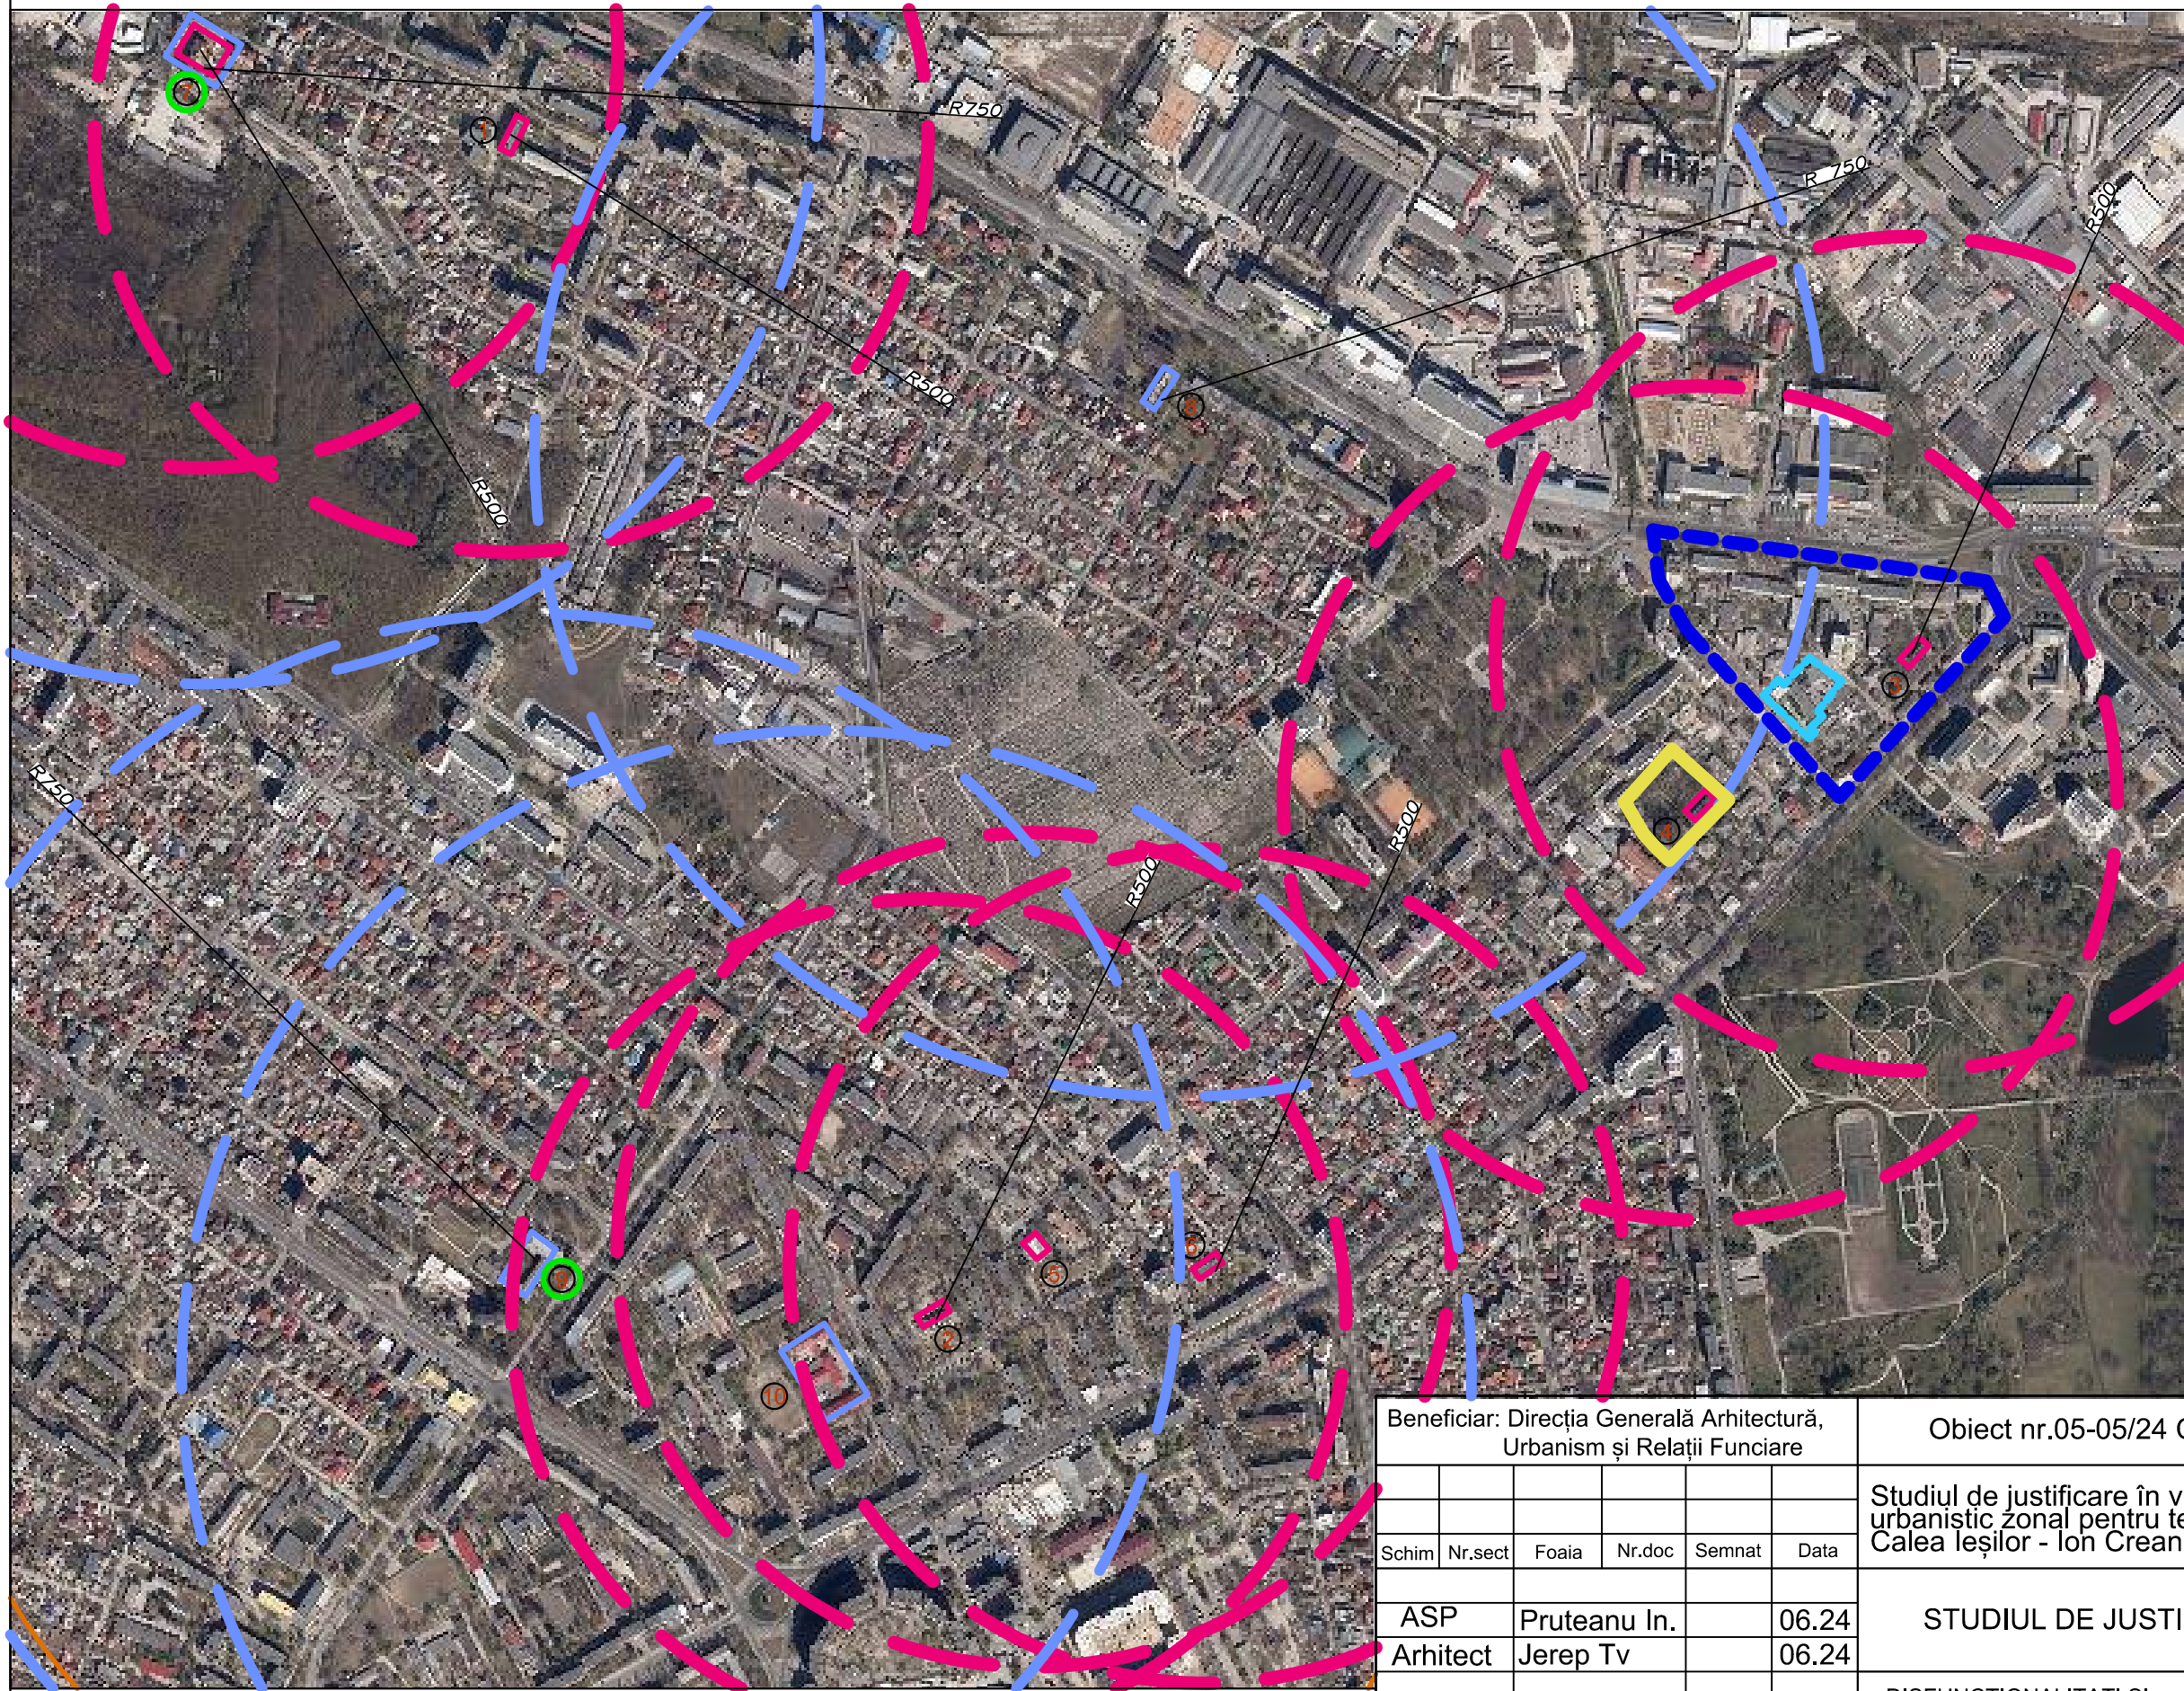 7
1
R750
R 750
R500
R500
8
R500
3
R750
4
R500
R500
6
5
9
2
10
Beneficiar: Direcția Generală Arhitectură,
Urbanism și Relații Funciare
Obiect nr.05-05/24
Studiul de justificare în v
urbanistic zonal pentru te
Calea Ieșilor - Ion Crean
Schim Nr.sect Foaia Nr.doc Semnat Data
ASP Pruteanu In. 06.24
STUDIUL DE JUSTI
Arhitect Jerep Tv 06.24